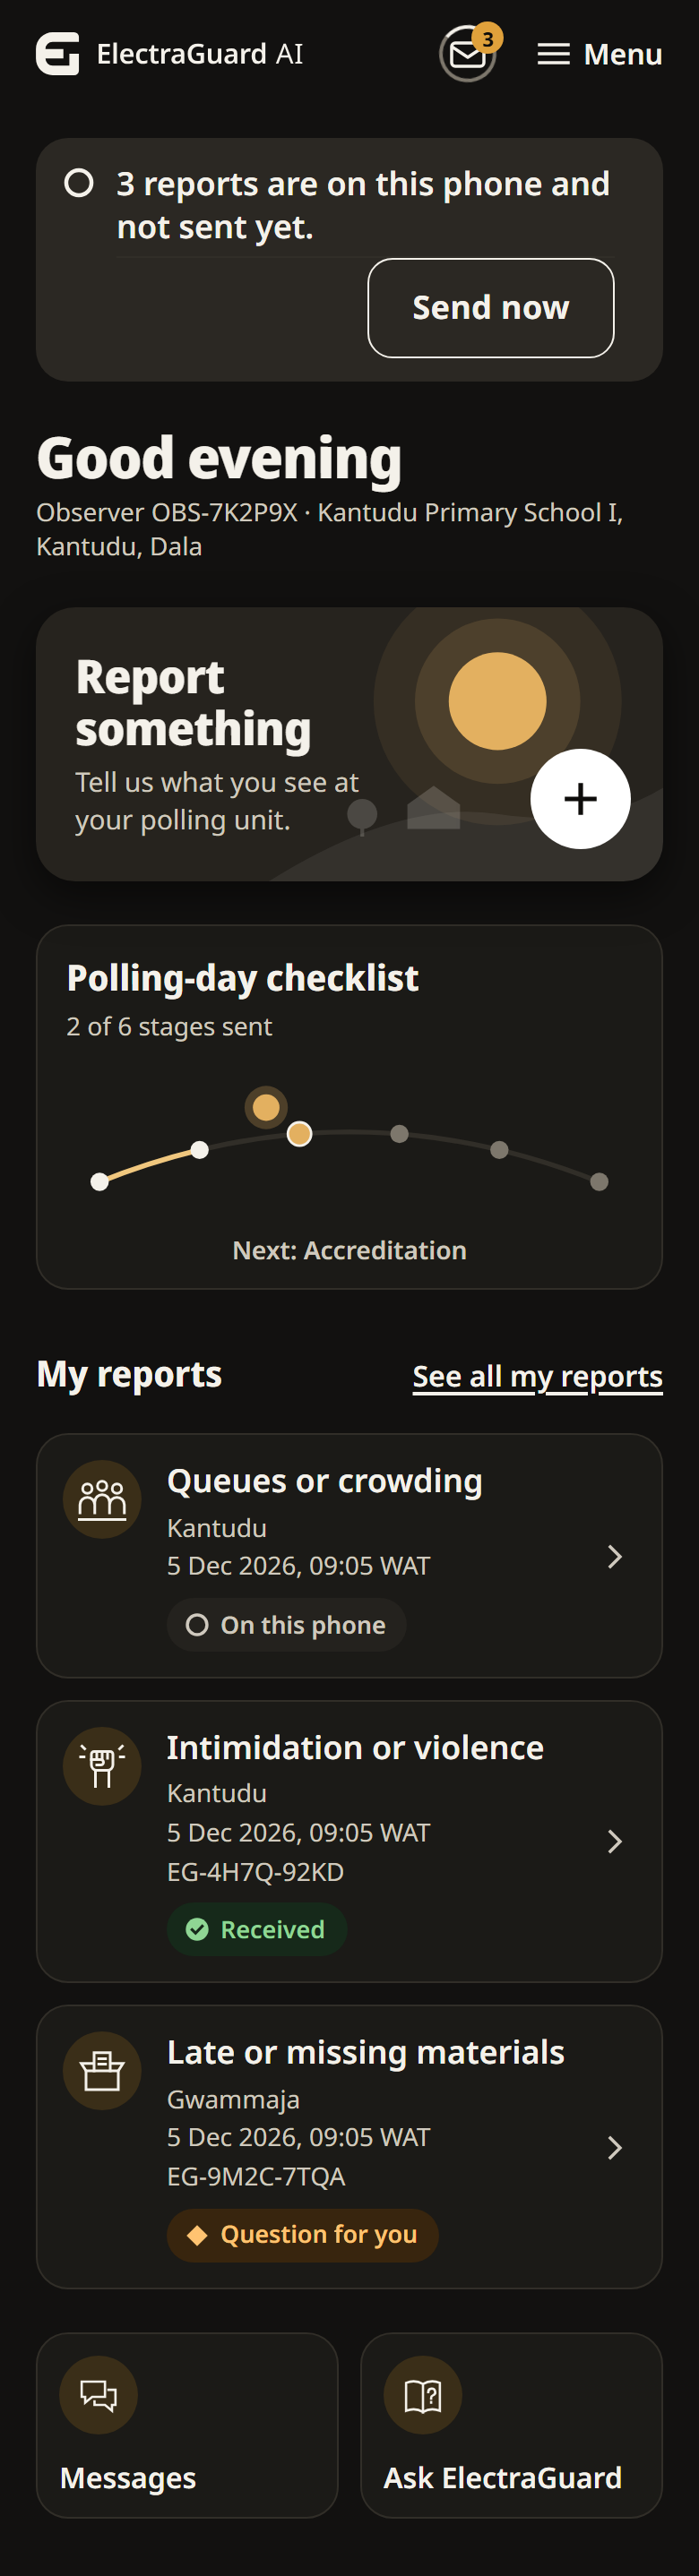 ElectraGuard AI
3
Menu
3 reports are on this phone and
not sent yet.
Send now
Good evening
Observer OBS-7K2P9X · Kantudu Primary School I,
Kantudu, Dala
Report
something
Tell us what you see at
your polling unit.
Polling-day checklist
2 of 6 stages sent
Next: Accreditation
My reports
See all my reports
Queues or crowding
Kantudu
5 Dec 2026, 09:05 WAT
On this phone
Intimidation or violence
Kantudu
5 Dec 2026, 09:05 WAT
EG-4H7Q-92KD
Received
Late or missing materials
Gwammaja
5 Dec 2026, 09:05 WAT
EG-9M2C-7TQA
Question for you
Messages
Ask ElectraGuard